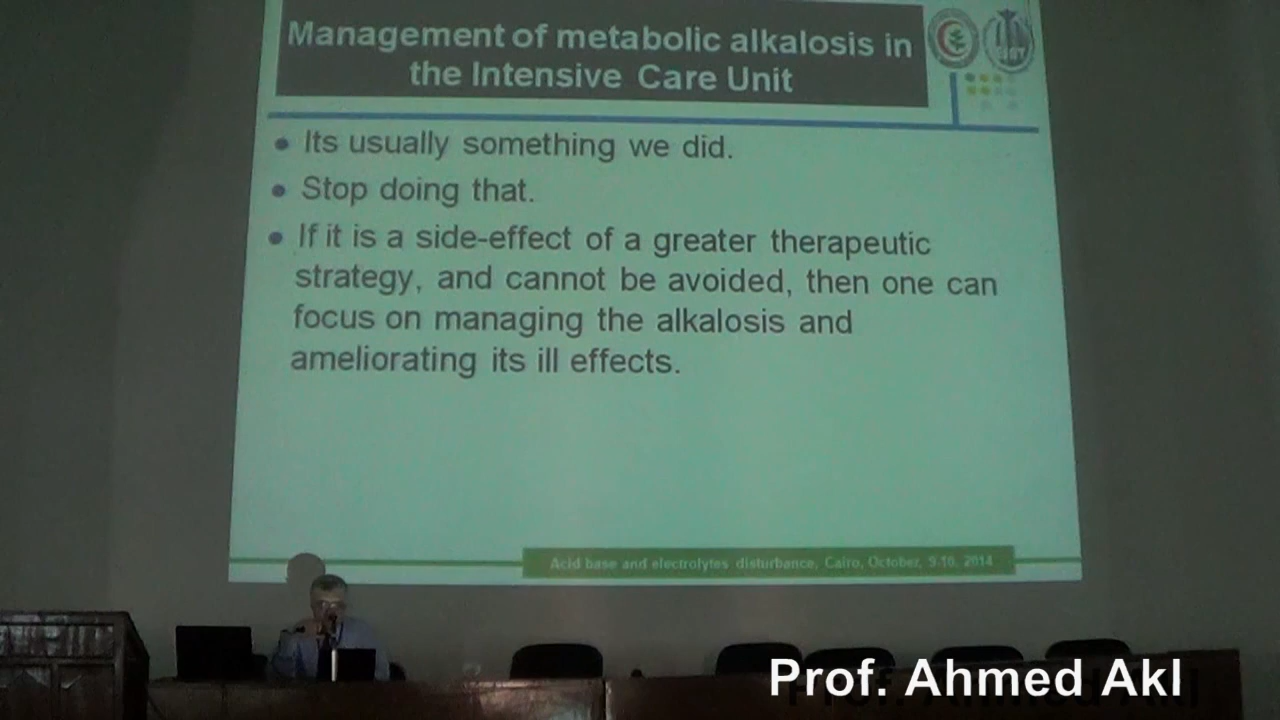 Management of metabolic alkalosis in
the Intensive Care Unit
• Its usually something we did.
• Stop doing that.
• If it is a side-effect of a greater therapeutic
strategy, and cannot be avoided, then one can
focus on managing the alkalosis and
ameliorating its ill effects.
Acid base and electrolytes disturbance, Cairo, October, 9-10, 2014
Prof. Ahmed Akl